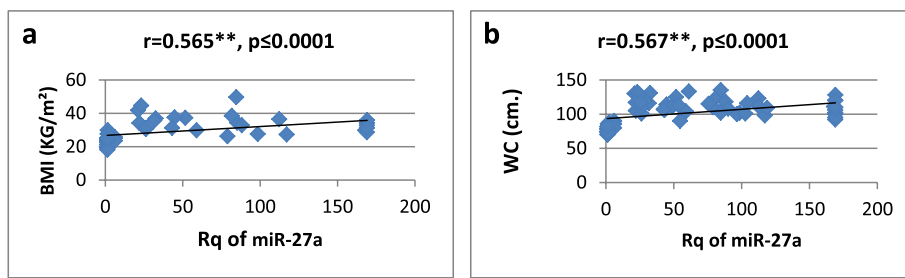 a
r=0.565**, p≤0.0001
BMI (KG/m²)
60
40
20
0
0 50 100 150 200
Rq of miR-27a
b
r=0.567**, p≤0.0001
WC (cm.)
150
100
50
0
0 50 100 150 200
Rq of miR-27a